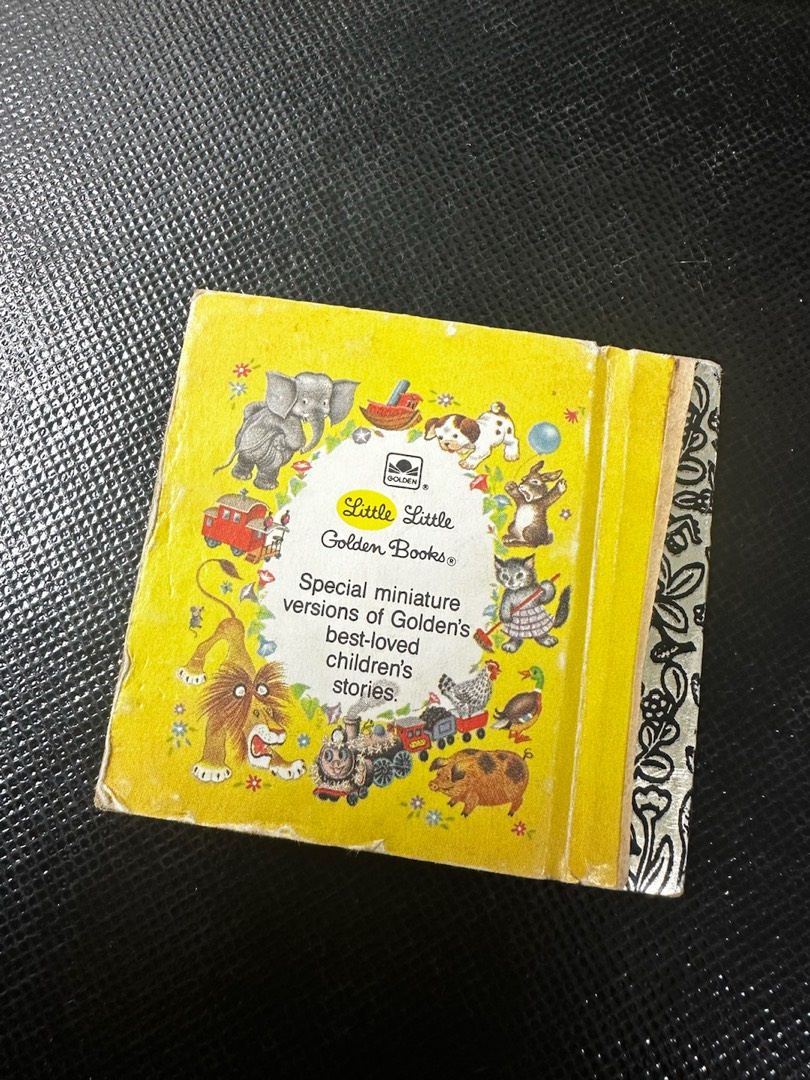 GOLDEN®
Little Little
Golden Books®
Special miniature
versions of Golden's
best-loved
children's
stories.